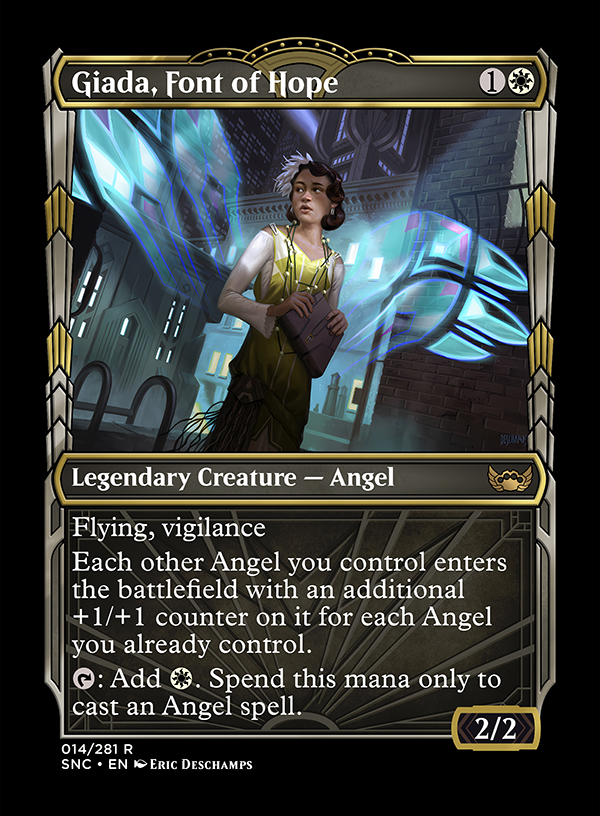 Giada, Font of Hope 1
Legendary Creature — Angel
Flying, vigilance
Each other Angel you control enters
the battlefield with an additional
+1/+1 counter on it for each Angel
you already control.
: Add . Spend this mana only to
cast an Angel spell.
2/2
014/281 R
SNC • EN Eric Deschamps